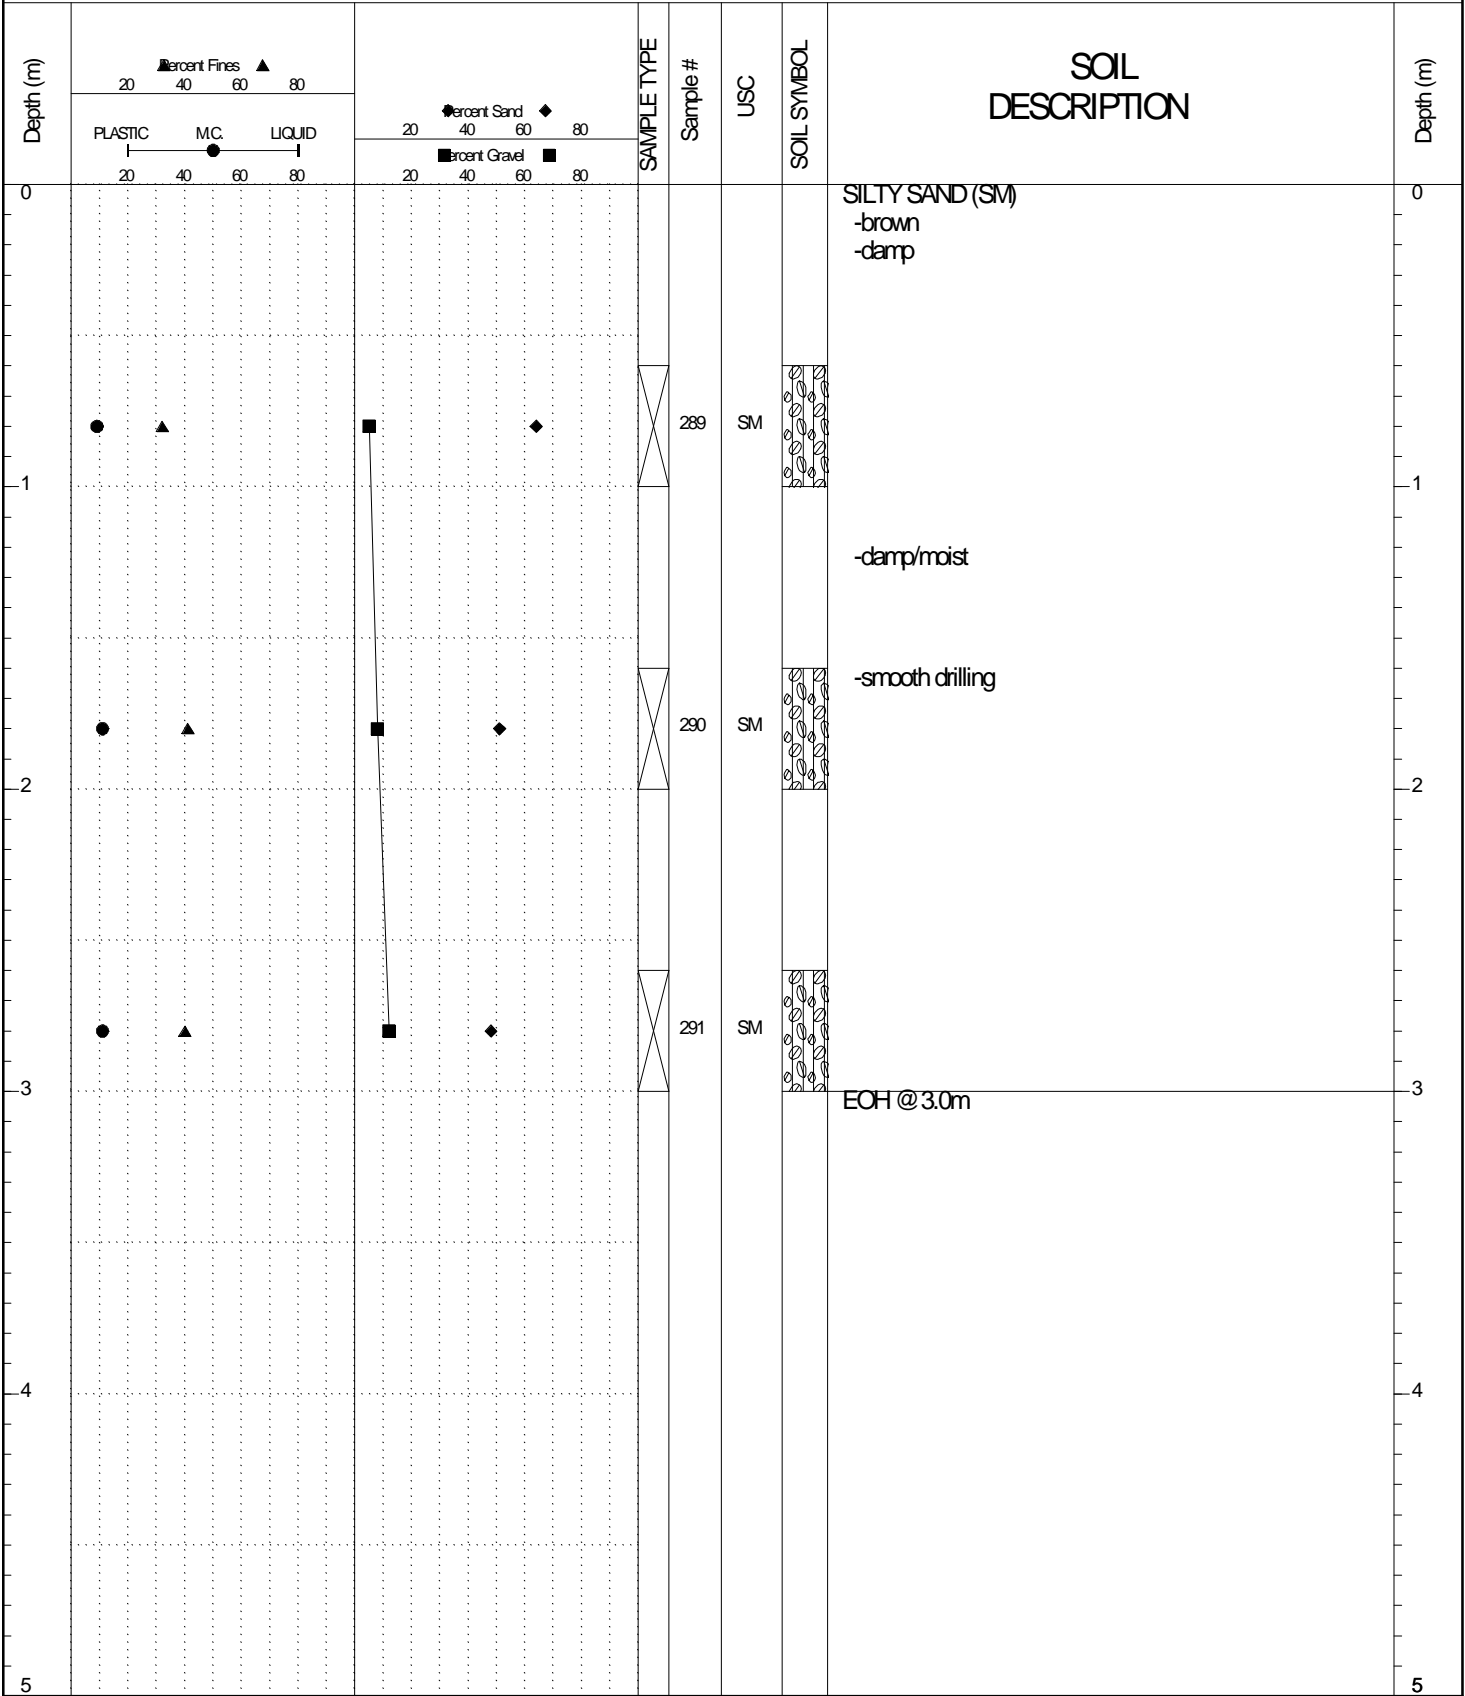 Depth (m)
Percent Fines
20 40 60 80
PLASTIC M.C. LIQUID
20 40 60 80
Percent Sand
20 40 60 80
Percent Gravel
20 40 60 80
SAMPLE TYPE
Sample #
USC
SOIL SYMBOL
SOIL
DESCRIPTION
Depth (m)
0 SILTY SAND (SM) 0
-brown
-damp
289 SM
1 1
-damp/moist
-smooth drilling
290 SM
2 2
291 SM
3 3
EOH @ 3.0m
4 4
5 5